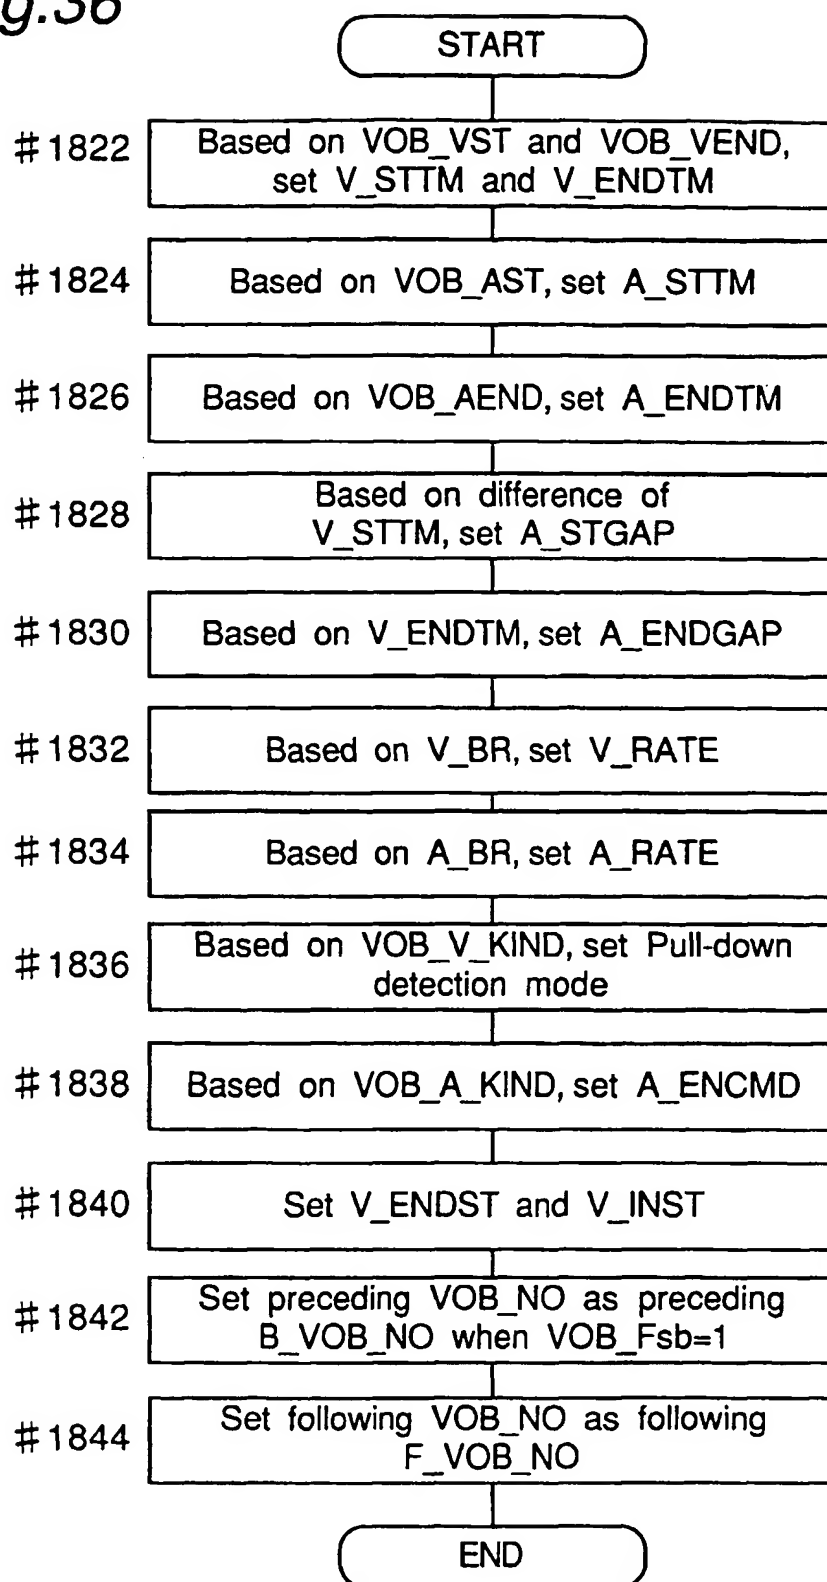 g.36
START
#1822
Based on VOB_VST and VOB_VEND,
set V_STTM and V_ENDTM
#1824
Based on VOB_AST, set A_STTM
#1826
Based on VOB_AEND, set A_ENDTM
#1828
Based on difference of
V_STTM, set A_STGAP
#1830
Based on V_ENDTM, set A_ENDGAP
#1832
Based on V_BR, set V_RATE
#1834
Based on A_BR, set A_RATE
#1836
Based on VOB_V_KIND, set Pull-down
detection mode
#1838
Based on VOB_A_KIND, set A_ENCMD
#1840
Set V_ENDST and V_INST
#1842
Set preceding VOB_NO as preceding
B_VOB_NO when VOB_Fsb=1
#1844
Set following VOB_NO as following
F_VOB_NO
END